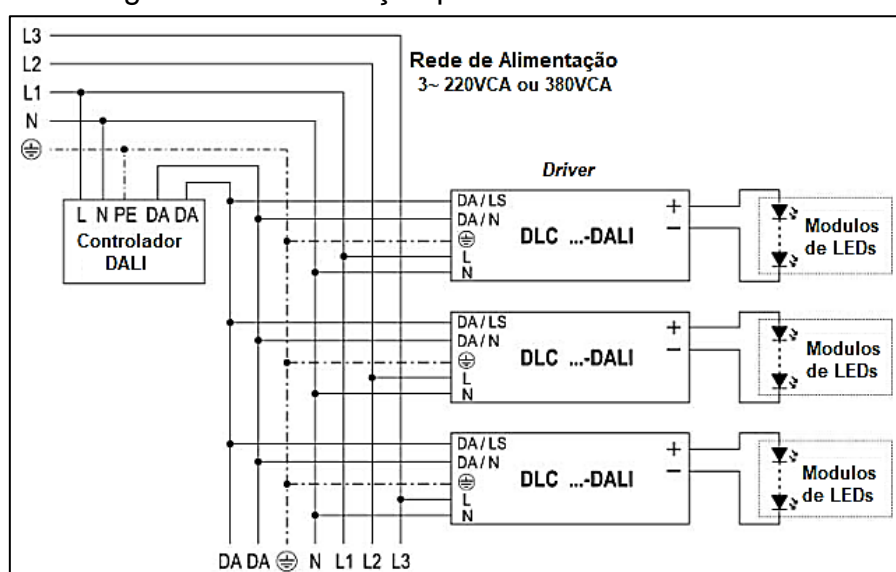 L3
L2
L1
N
Rede de Alimentação
3~ 220VCA ou 380VCA
L N PE DA DA
Controlador
DALI
Driver
DA/LS
DA/N
L
N
DLC ...-DALI
+
−
Modulos
de LEDs
DA/LS
DA/N
L
N
DLC ...-DALI
+
−
Modulos
de LEDs
DA/LS
DA/N
L
N
DLC ...-DALI
+
−
Modulos
de LEDs
DA DA N L1 L2 L3